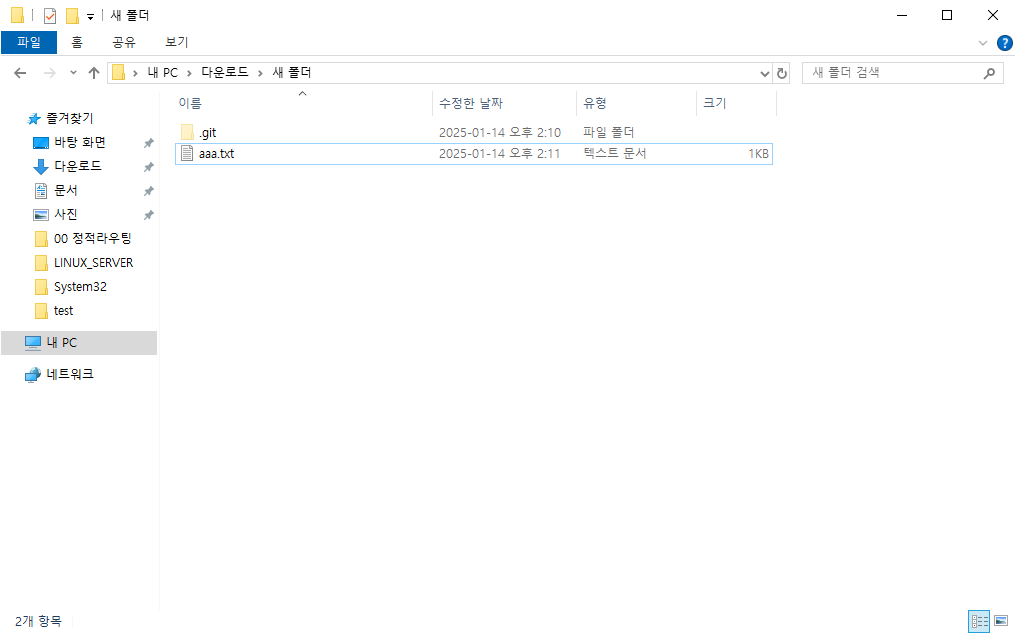 새 폴더
파일 홈 공유 보기
내 PC 다운로드 새 폴더 새 폴더 검색
이름 수정한 날짜 유형 크기
.git 2025-01-14 오후 2:10 파일 폴더
aaa.txt 2025-01-14 오후 2:11 텍스트 문서 1KB
즐겨찾기
바탕 화면
다운로드
문서
사진
00 정적라우팅
LINUX_SERVER
System32
test
내 PC
네트워크
2개 항목